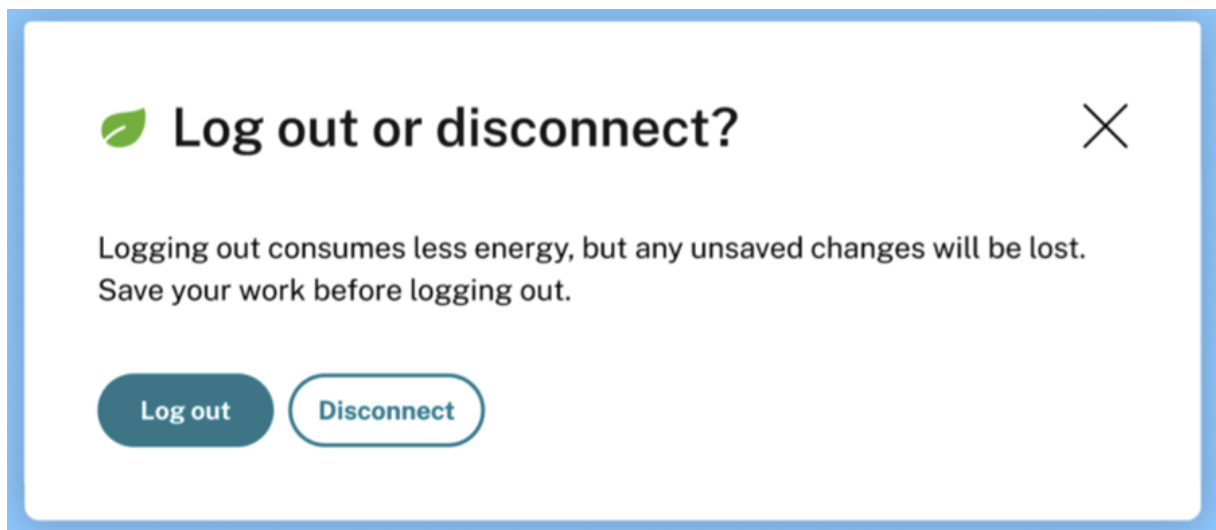 Log out or disconnect?
Logging out consumes less energy, but any unsaved changes will be lost.
Save your work before logging out.
Log out
Disconnect